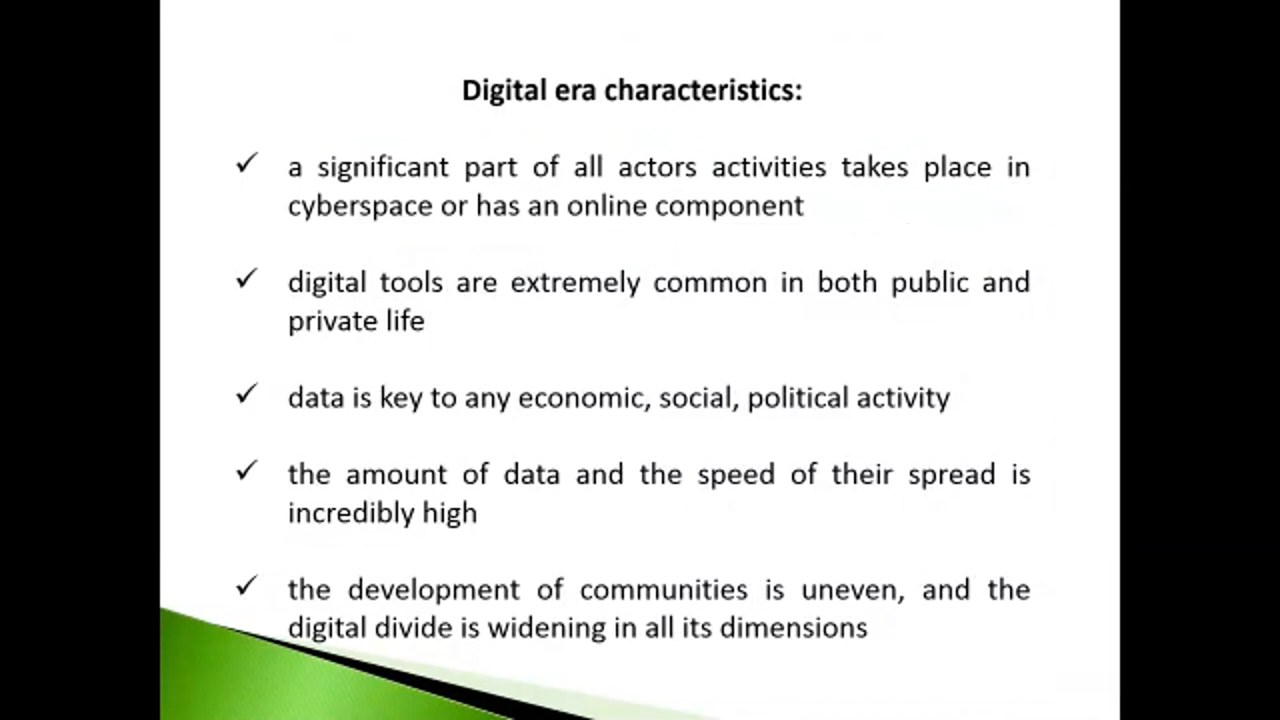 Digital era characteristics:
✓ a significant part of all actors activities takes place in
cyberspace or has an online component
✓ digital tools are extremely common in both public and
private life
✓ data is key to any economic, social, political activity
✓ the amount of data and the speed of their spread is
incredibly high
✓ the development of communities is uneven, and the
digital divide is widening in all its dimensions